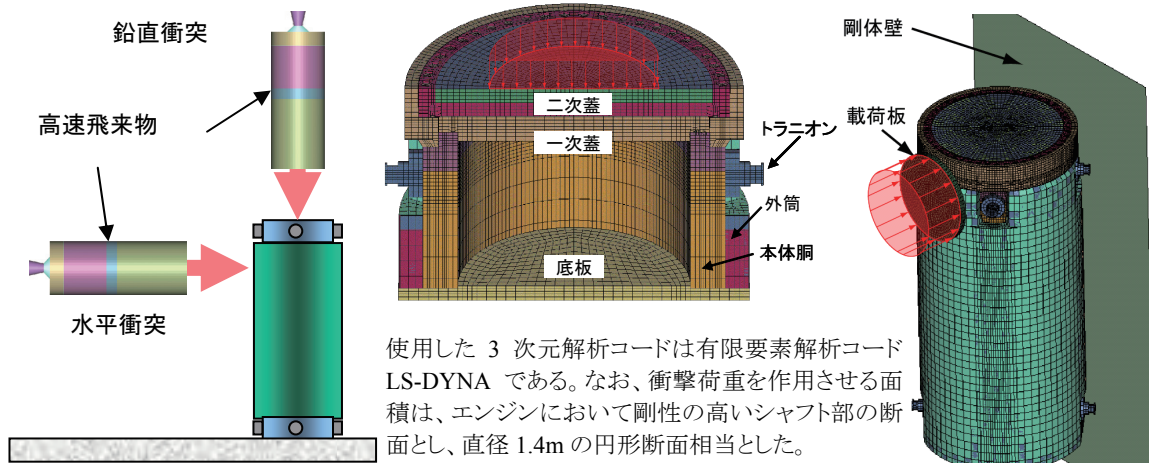 鉛直衝突
高速飛来物
水平衝突
二次蓋
一次蓋
トラニオン
外筒
本体胴
底板
剛体壁
載荷板
使用した 3 次元解析コードは有限要素解析コード
LS-DYNA である。なお、衝撃荷重を作用させる面
積は、エンジンにおいて剛性の高いシャフト部の断
面とし、直径 1.4m の円形断面相当とした。